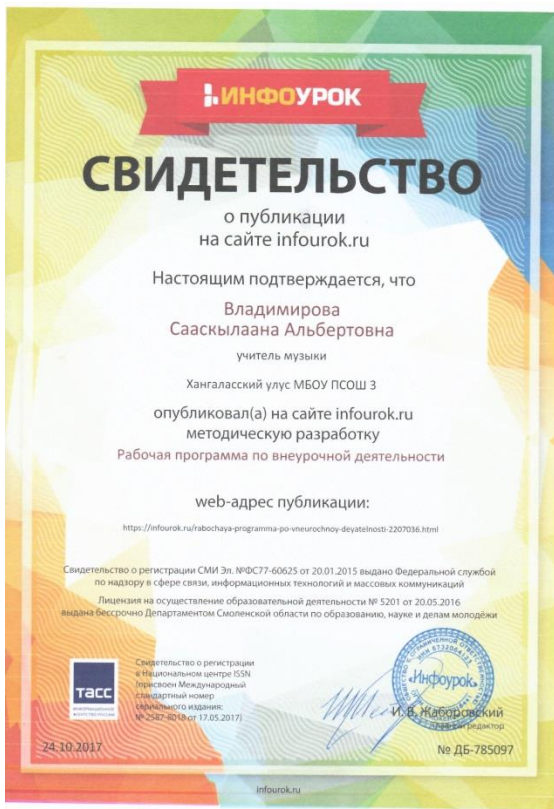 ИНФОУРОК
СВИДЕТЕЛЬСТВО
о публикации
на сайте infourok.ru
Настоящим подтверждается, что
Владимирова
Сааскылаана Альбертовна
учитель музыки
Хангаласский улус МБОУ ПСОШ 3
опубликовал(а) на сайте infourok.ru
методическую разработку
Рабочая программа по внеурочной деятельности
web-адрес публикации:
https://infourok.ru/rabochaya-programma-po-vneurochnoy-deyatelnosti-2207036.html
Свидетельство о регистрации СМИ Эл. №ФС77-60625 от 20.01.2015 выдано Федеральной службой
по надзору в сфере связи, информационных технологий и массовых коммуникаций
Лицензия на осуществление образовательной деятельности № 5201 от 20.05.2016
выдана бессрочно Департаментом Смоленской области по образованию, науке и делам молодёжи
ТАСС
ИНФОРМАЦИОННОЕ
АГЕНТСТВО РОССИИ
Свидетельство о регистрации
в Национальном центре ISSN
(присвоен Международный
стандартный номер
сериального издания:
№ 2587-8018 от 17.05.2017)
«Инфоурок»
И. В. Жаборовский
редактор
24.10.2017
№ ДБ-785097
infourok.ru